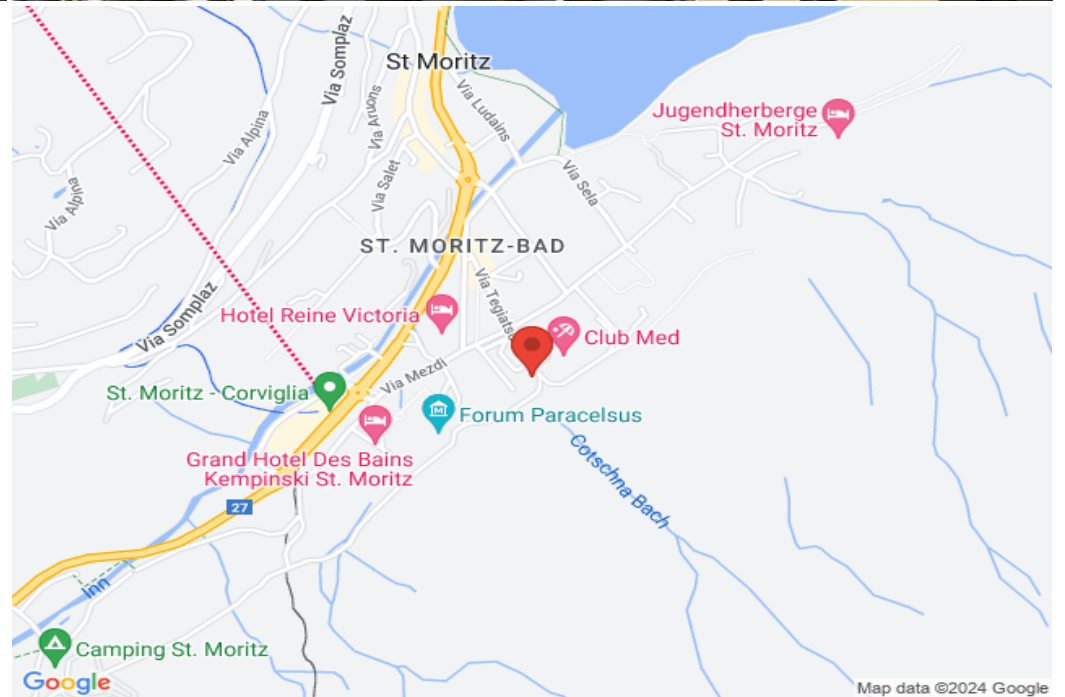 St Moritz
Via Somplaz
Via Aruons
Via Ludains
Via Alpina
Jugendherberge
St. Moritz
Via Salet
Via Sela
Via Alpina
ST. MORITZ-BAD
Via Tegiatsa
Via Somplaz
Hotel Reine Victoria
Club Med
Via Mezdi
St. Moritz - Corviglia
Forum Paracelsus
Grand Hotel Des Bains
Kempinski St. Moritz
Cotschna Bach
27
Inn
Camping St. Moritz
Google
Map data ©2024 Google